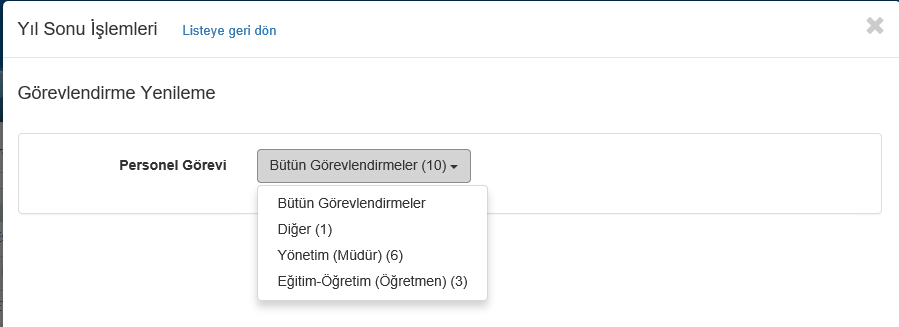 Yıl Sonu İşlemleri Listeye geri dön
Görevlendirme Yenileme
Personel Görevi Bütün Görevlendirmeler (10)
Bütün Görevlendirmeler
Diğer (1)
Yönetim (Müdür) (6)
Eğitim-Öğretim (Öğretmen) (3)